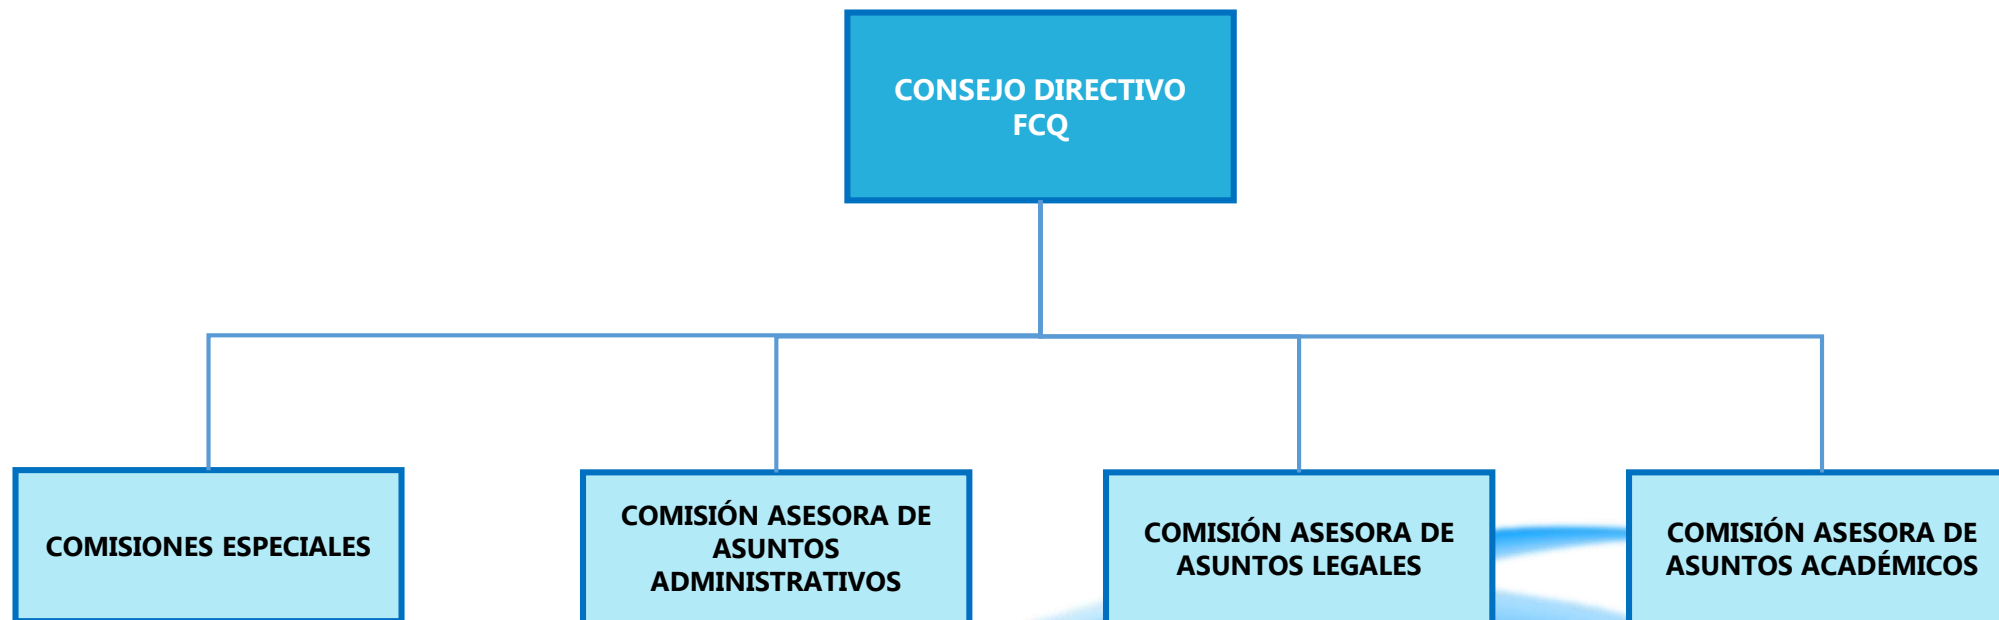 CONSEJO DIRECTIVO
FCQ
COMISIONES ESPECIALES
COMISIÓN ASESORA DE
ASUNTOS
ADMINISTRATIVOS
COMISIÓN ASESORA DE
ASUNTOS LEGALES
COMISIÓN ASESORA DE
ASUNTOS ACADÉMICOS